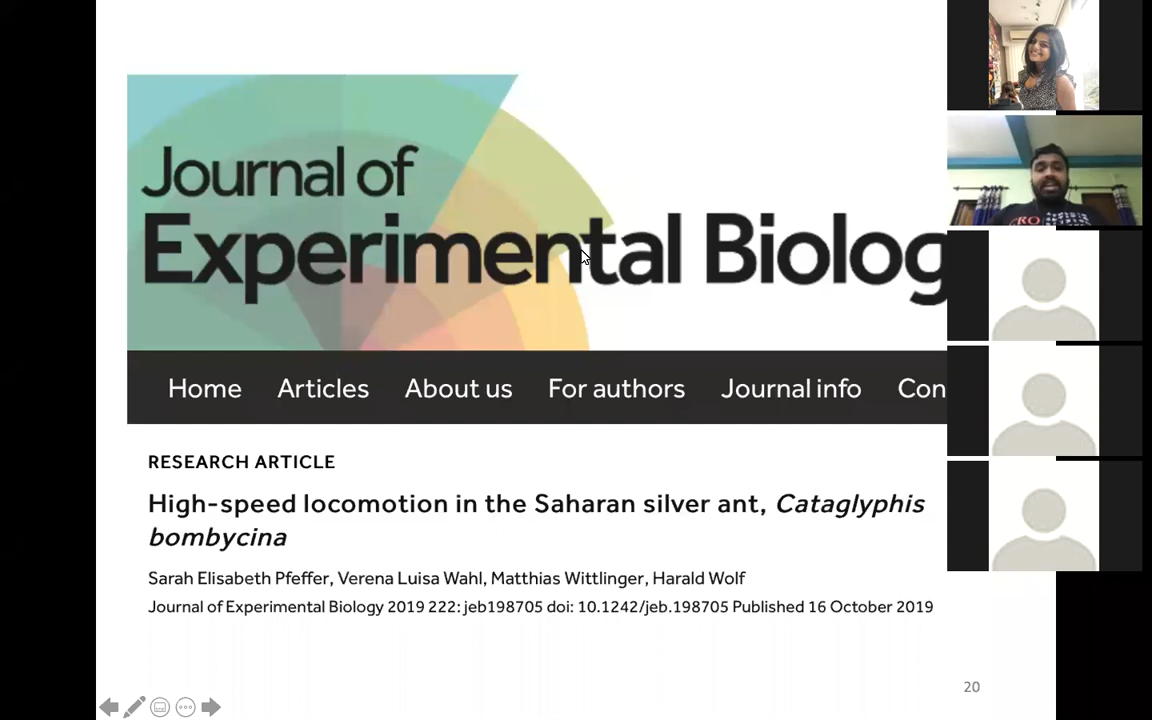 Journal of
Experimental Biolog
Home Articles About us For authors Journal info Con
RESEARCH ARTICLE
High-speed locomotion in the Saharan silver ant, Cataglyphis
bombycina
Sarah Elisabeth Pfeffer, Verena Luisa Wahl, Matthias Wittlinger, Harald Wolf
Journal of Experimental Biology 2019 222: jeb198705 doi: 10.1242/jeb.198705 Published 16 October 2019
20